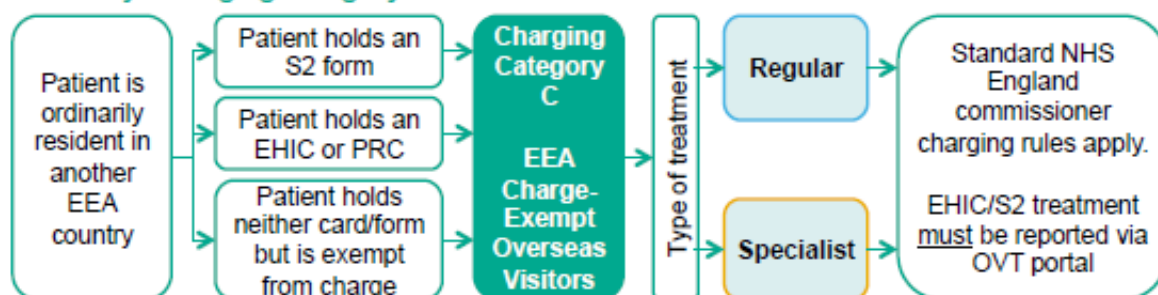 Patient is
ordinarily
resident in
another
EEA
country
Patient holds an
S2 form
Patient holds an
EHIC or PRC
Patient holds
neither card/form
but is exempt
from charge
Charging
Category
C
EEA
Charge-
Exempt
Overseas
Visitors
Type of treatment
Regular
Specialist
Standard NHS
England
commissioner
charging rules apply.
EHIC/S2 treatment
must be reported via
OVT portal